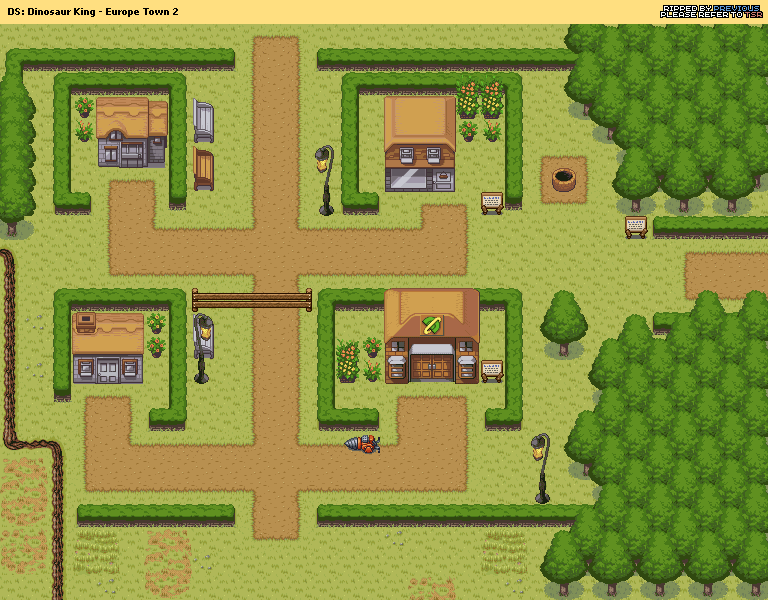 DS: Dinosaur King - Europe Town 2
RIPPED BY PREVIOUS
PLEASE REFER TO TSR